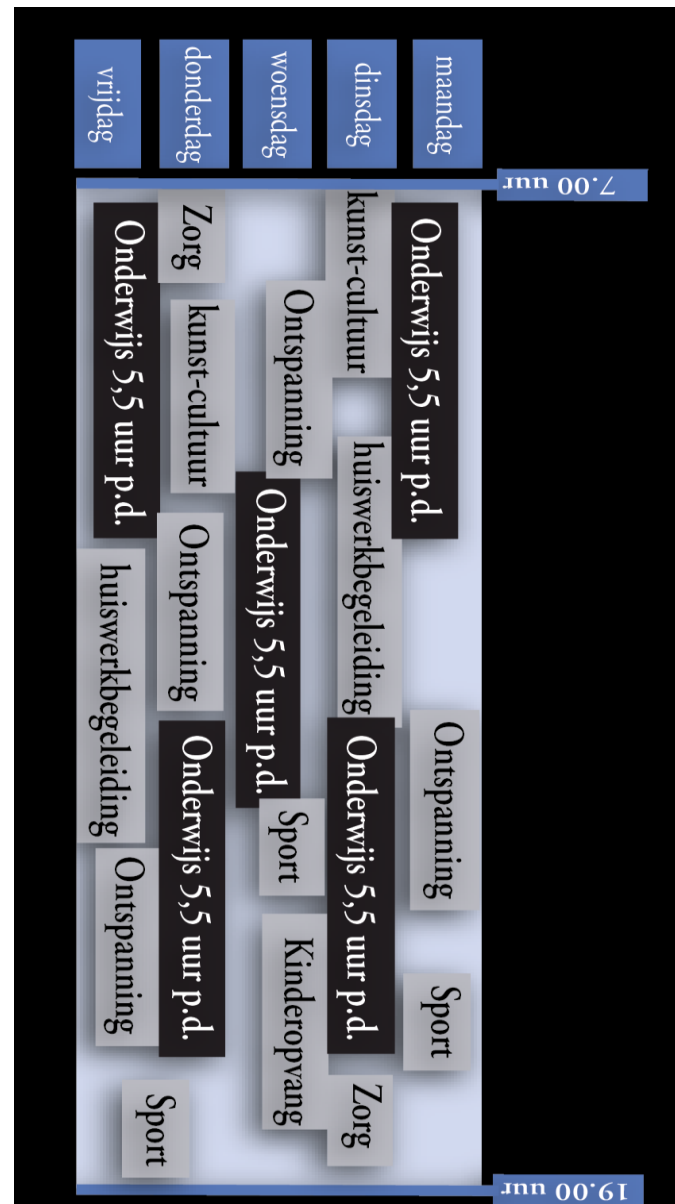 maandag
dinsdag
woensdag
donderdag
vrijdag
7.00 uur
Onderwijs 5,5 uur p.d.
Ontspanning
Sport
kunst-cultuur
huiswerkbegeleiding
Onderwijs 5,5 uur p.d.
Zorg
Ontspanning
Onderwijs 5,5 uur p.d.
Sport
Kinderopvang
Zorg
kunst-cultuur
Ontspanning
Onderwijs 5,5 uur p.d.
Onderwijs 5,5 uur p.d.
huiswerkbegeleiding
Ontspanning
Sport
19.00 uur